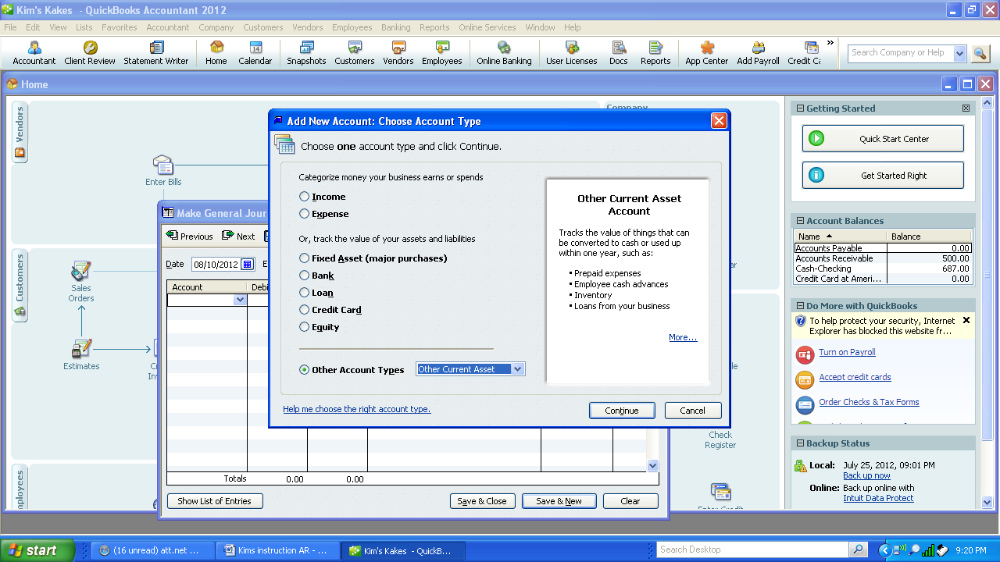 Kim's Kakes - QuickBooks Accountant 2012
File Edit View Lists Favorites Accountant Company Customers Vendors Employees Banking Reports Online Services Window Help
Accountant Client Review Statement Writer Home Calendar Snapshots Customers Vendors Employees Online Banking User Licenses Docs Reports App Center Add Payroll Credit Ca
Search Company or Help
Home
Vendors
Enter Bills
Customers
Sales
Orders
Estimates
Employees
Company
Check
Register
Make General Jour
Previous Next
Date 08/10/2012
Account Debi
Totals 0.00 0.00
Show List of Entries Save & Close Save & New Clear
Add New Account: Choose Account Type
Choose one account type and click Continue.
Categorize money your business earns or spends
Income
Expense
Or, track the value of your assets and liabilities
Fixed Asset (major purchases)
Bank
Loan
Credit Card
Equity
Other Account Types Other Current Asset
Other Current Asset
Account
Tracks the value of things that can
be converted to cash or used up
within one year, such as:
• Prepaid expenses
• Employee cash advances
• Inventory
• Loans from your business
More...
Help me choose the right account type.
Continue Cancel
Getting Started
Quick Start Center
Get Started Right
Account Balances
Name Balance
Accounts Payable 0.00
Accounts Receivable 500.00
Cash-Checking 687.00
Credit Card at Ameri... 0.00
Do More with QuickBooks
To help protect your security, Internet
Explorer has blocked this website fr...
Turn on Payroll
Accept credit cards
Order Checks & Tax Forms
Backup Status
Local: July 25, 2012, 09:01 PM
Back up now
Online: Back up online with
Intuit Data Protect
start (16 unread) att.net ... Kims instruction AR - ... Kim's Kakes - QuickB... Search Desktop 9:20 PM